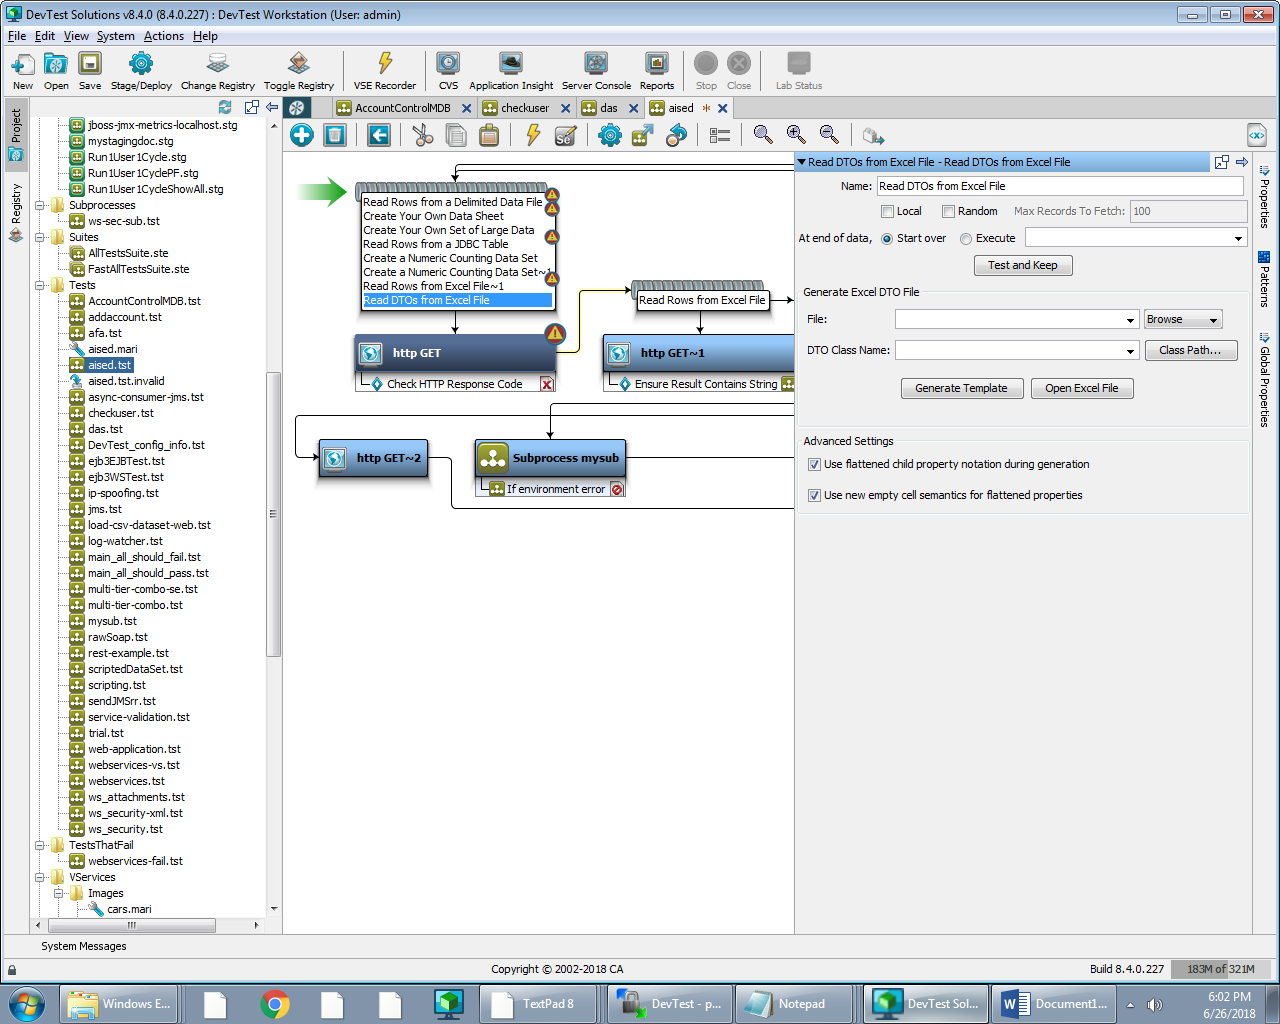 DevTest Solutions v8.4.0 (8.4.0.227) : DevTest Workstation (User: admin)
File Edit View System Actions Help
New Open Save Stage/Deploy Change Registry Toggle Registry VSE Recorder CVS Application Insight Server Console Reports Stop Close Lab Status
Project
Registry
jboss-jmx-metrics-localhost.stg
mystagingdoc.stg
Run1User1Cycle.stg
Run1User1CyclePF.stg
Run1User1CycleShowAll.stg
Subprocesses
ws-sec-sub.tst
Suites
AllTestsSuite.ste
FastAllTestsSuite.ste
Tests
AccountControlMDB.tst
addaccount.tst
afa.tst
aised.mari
aised.tst
aised.tst.invalid
async-consumer-jms.tst
checkuser.tst
das.tst
DevTest_config_info.tst
ejb3EJBTest.tst
ejb3WSTest.tst
ip-spoofing.tst
jms.tst
load-csv-dataset-web.tst
log-watcher.tst
main_all_should_fail.tst
main_all_should_pass.tst
multi-tier-combo-se.tst
multi-tier-combo.tst
mysub.tst
rawSoap.tst
rest-example.tst
scriptedDataSet.tst
scripting.tst
sendJMSrr.tst
service-validation.tst
trial.tst
web-application.tst
webservices-vs.tst
webservices.tst
ws_attachments.tst
ws_security-xml.tst
ws_security.tst
TestsThatFail
webservices-fail.tst
VServices
Images
cars.mari
AccountControlMDB checkuser das aised
Read Rows from a Delimited Data File
Create Your Own Data Sheet
Create Your Own Set of Large Data
Read Rows from a JDBC Table
Create a Numeric Counting Data Set
Create a Numeric Counting Data Set~1
Read Rows from Excel File~1
Read DTOs from Excel File
http GET
Check HTTP Response Code
Read Rows from Excel File
http GET~1
Ensure Result Contains String
http GET~2
Subprocess mysub
If environment error
Read DTOs from Excel File - Read DTOs from Excel File
Name: Read DTOs from Excel File
Local Random Max Records To Fetch: 100
At end of data, Start over Execute
Test and Keep
Generate Excel DTO File
File: Browse
DTO Class Name: Class Path...
Generate Template Open Excel File
Advanced Settings
Use flattened child property notation during generation
Use new empty cell semantics for flattened properties
Properties
Patterns
Global Properties
System Messages
Copyright © 2002-2018 CA
Build 8.4.0.227 183M of 321M
Windows E... TextPad 8 DevTest - p... Notepad DevTest Sol... Document1...
6:02 PM
6/26/2018